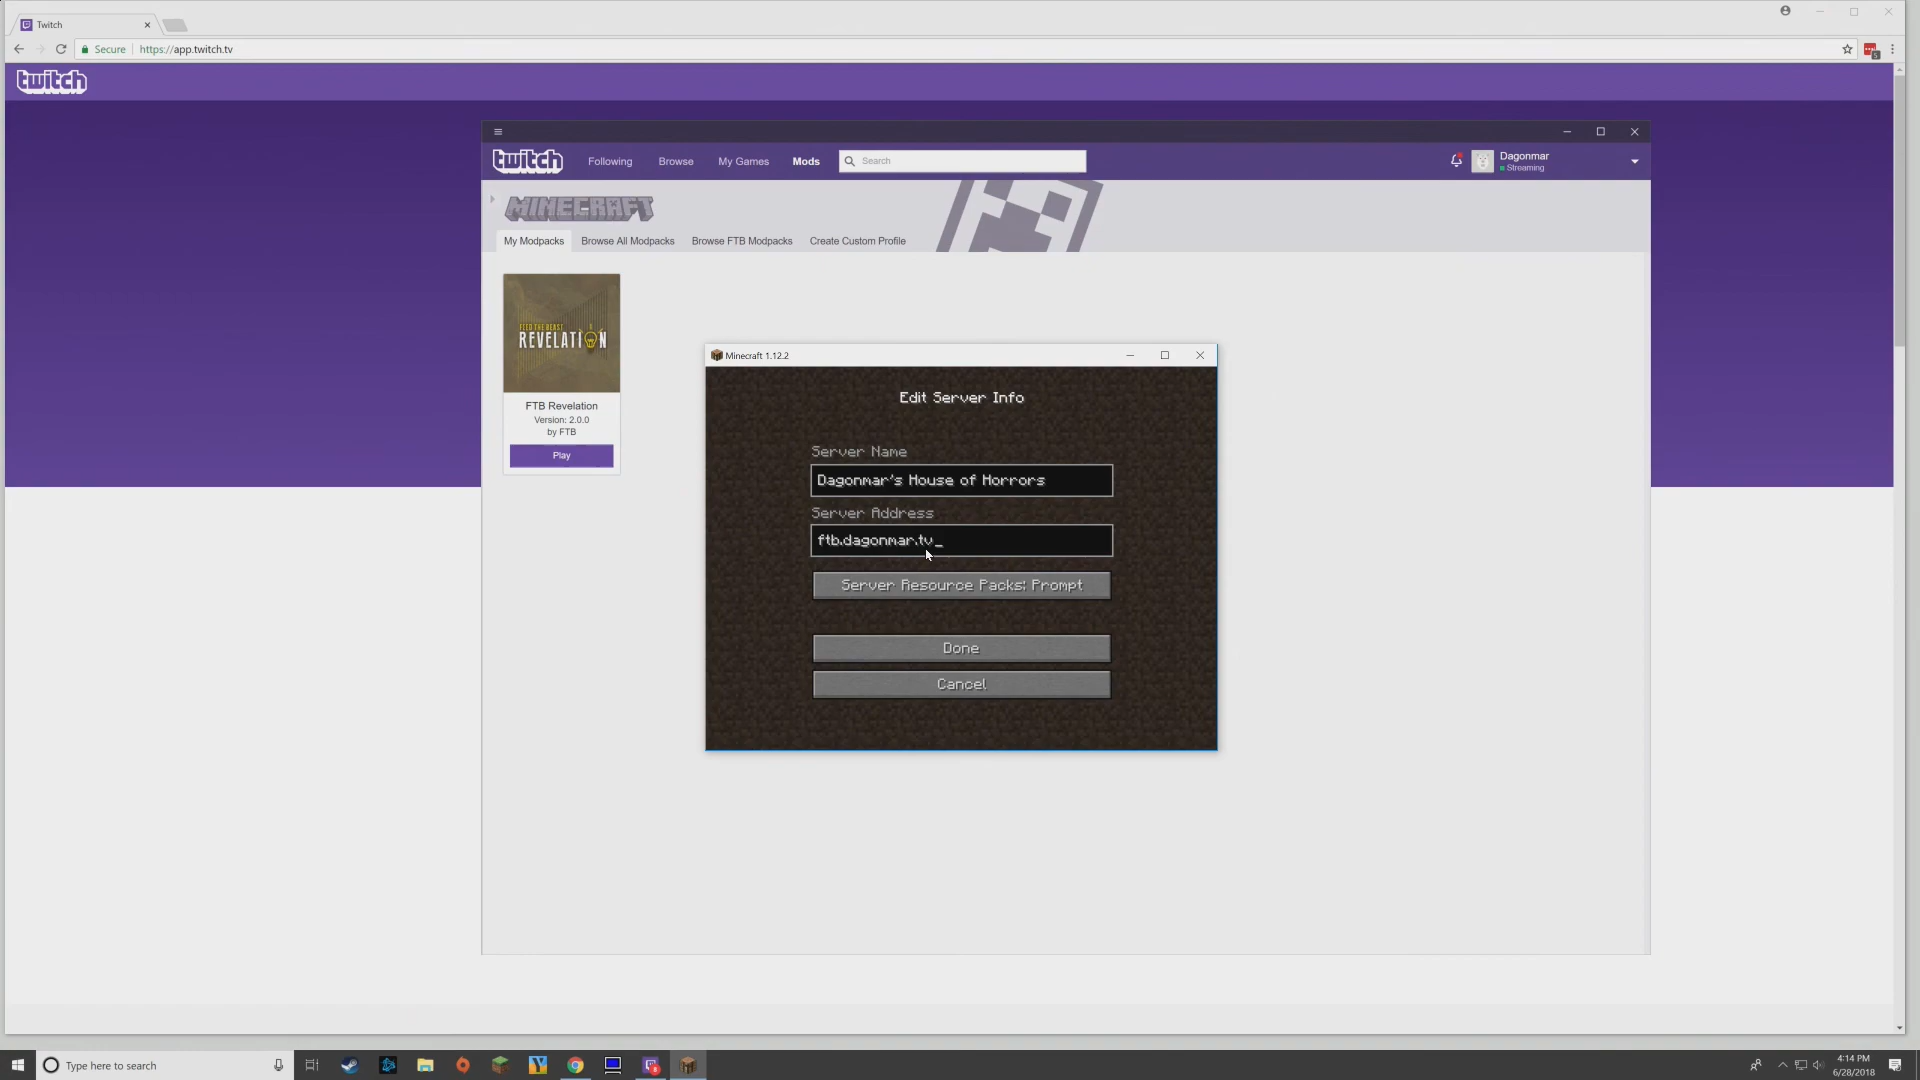 Twitch
Secure https://app.twitch.tv
twitch
twitch Following Browse My Games Mods Search Dagonmar
Streaming
MINECRAFT
My Modpacks Browse All Modpacks Browse FTB Modpacks Create Custom Profile
FEED THE BEAST
REVELATION
FTB Revelation
Version: 2.0.0
by FTB
Play
Minecraft 1.12.2
Edit Server Info
Server Name
Dagonmar's House of Horrors
Server Address
ftb.dagonmar.tv_
Server Resource Packs: Prompt
Done
Cancel
Type here to search
4:14 PM
6/28/2018